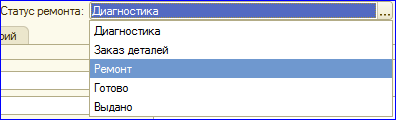 Статус ремонта: Диагностика ...
Диагностика
рий
Заказ деталей
Ремонт
Готово
Выдано